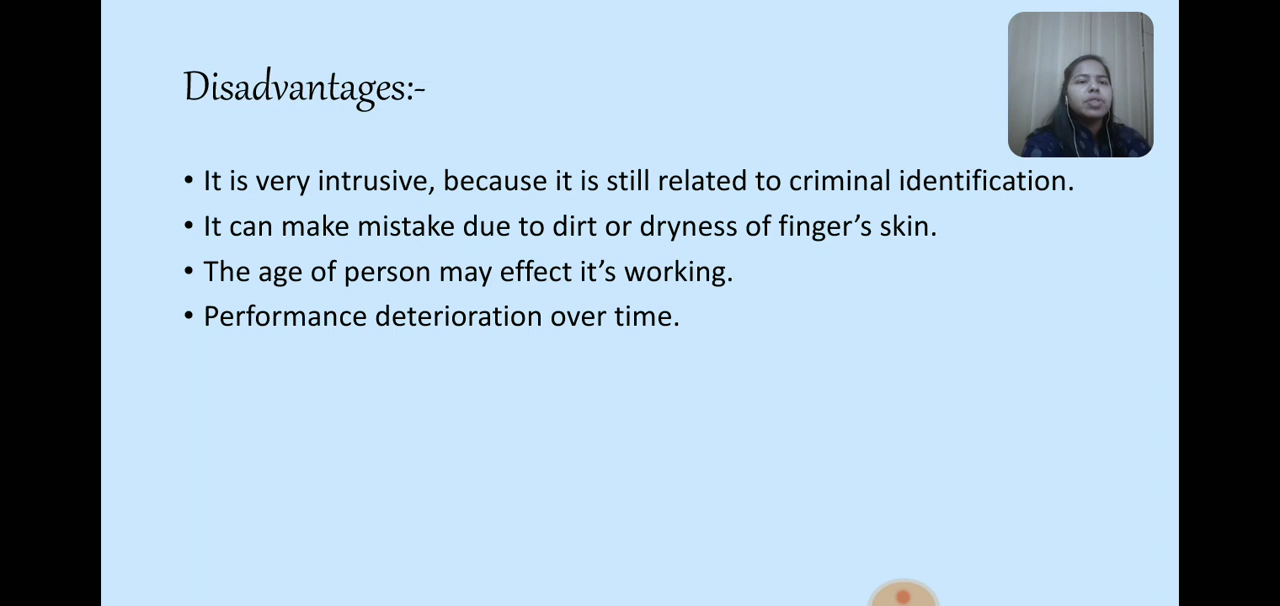 Disadvantages:-
• It is very intrusive, because it is still related to criminal identification.
• It can make mistake due to dirt or dryness of finger’s skin.
• The age of person may effect it’s working.
• Performance deterioration over time.